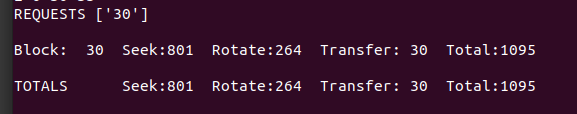 REQUESTS ['30']
Block:  30  Seek:801  Rotate:264  Transfer: 30  Total:1095
TOTALS      Seek:801  Rotate:264  Transfer: 30  Total:1095